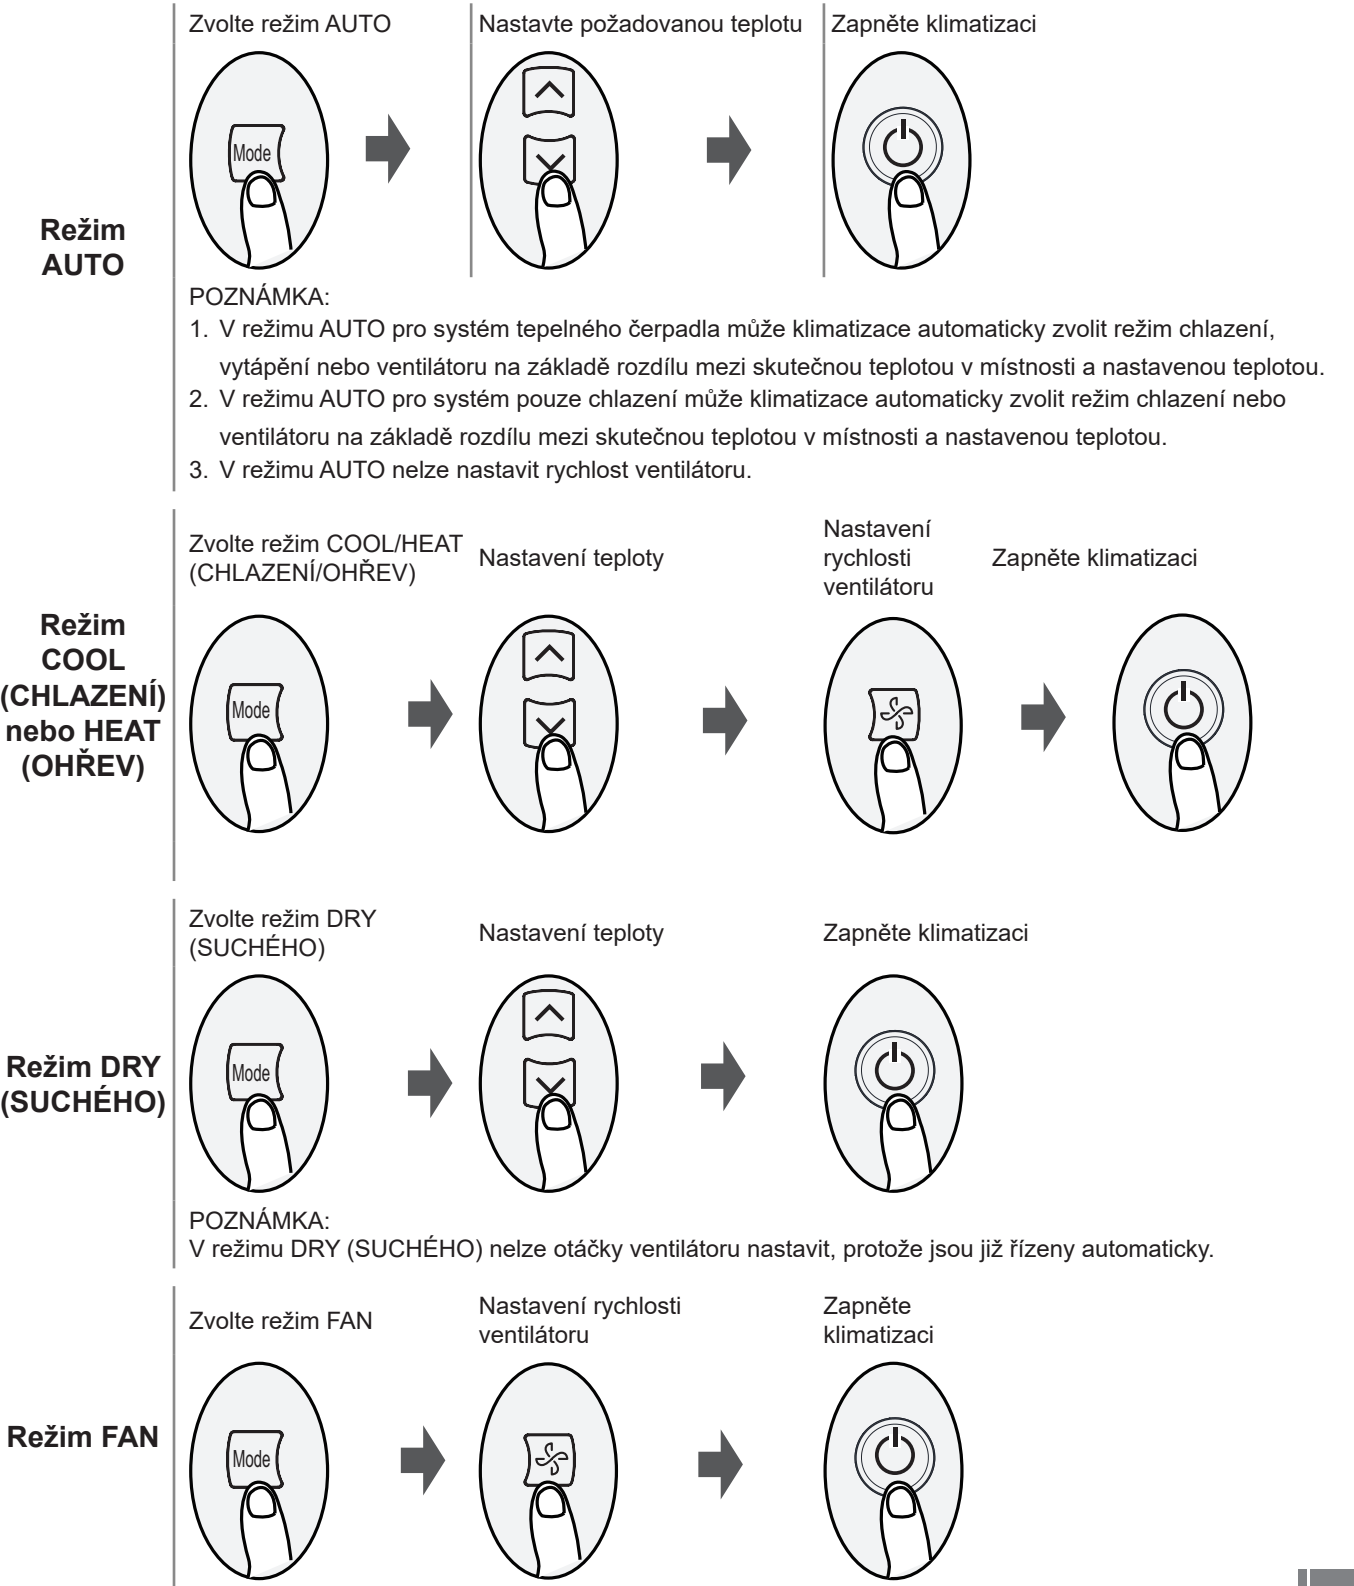 Zvolte režim AUTO
Nastavte požadovanou teplotu
Zapněte klimatizaci
Mode
Režim
AUTO
POZNÁMKA:
1. V režimu AUTO pro systém tepelného čerpadla může klimatizace automaticky zvolit režim chlazení,
vytápění nebo ventilátoru na základě rozdílu mezi skutečnou teplotou v místnosti a nastavenou teplotou.
2. V režimu AUTO pro systém pouze chlazení může klimatizace automaticky zvolit režim chlazení nebo
ventilátoru na základě rozdílu mezi skutečnou teplotou v místnosti a nastavenou teplotou.
3. V režimu AUTO nelze nastavit rychlost ventilátoru.
Režim
COOL
(CHLAZENÍ)
nebo HEAT
(OHŘEV)
Zvolte režim COOL/HEAT
(CHLAZENÍ/OHŘEV)
Nastavení teploty
Nastavení
rychlosti
ventilátoru
Zapněte klimatizaci
Mode
Režim DRY
(SUCHÉHO)
Zvolte režim DRY
(SUCHÉHO)
Nastavení teploty
Zapněte klimatizaci
Mode
POZNÁMKA:
V režimu DRY (SUCHÉHO) nelze otáčky ventilátoru nastavit, protože jsou již řízeny automaticky.
Režim FAN
Zvolte režim FAN
Nastavení rychlosti
ventilátoru
Zapněte
klimatizaci
Mode